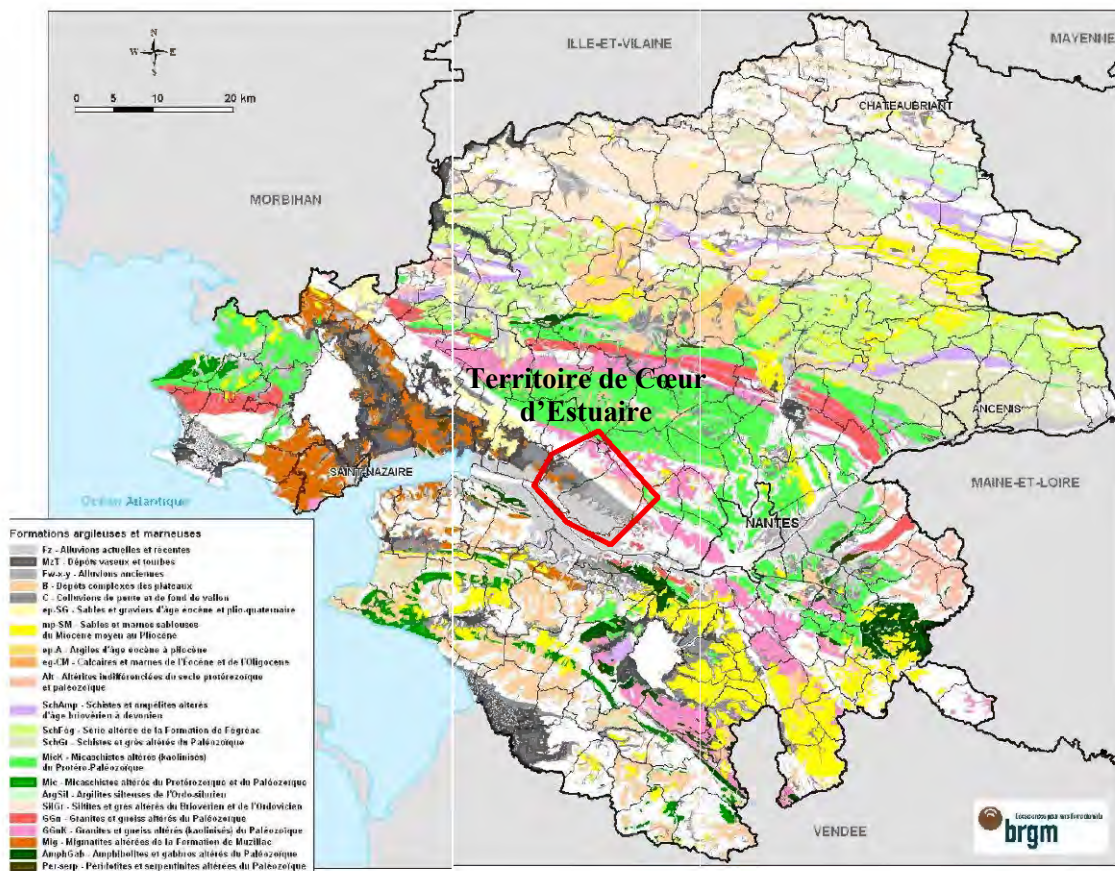 ILLE-ET-VILAINE
MAYENNE
N
W E
S
0 5 10 20 km
CHATEAUBRIANT
MORBIHAN
Territoire de Cœur
d'Estuaire
ANCENIS
SAINT-NAZAIRE
Océan Atlantique
MAINE-ET-LOIRE
NANTES
Formations argileuses et marneuses
Fz - Alluvions actuelles et récentes
MzT - Dépôts vaseux et tourbes
Fw-x-y - Alluvions anciennes
B - Dépôts complexes des plateaux
C - Colluvions de pente et de fond de vallon
ep-SG - Sables et graviers d'âge éocène et plio-quaternaire
mp-SM - Sables et marnes sableuses
du Miocène moyen au Pliocène
ep-A - Argiles d'âge éocène à pliocène
eg-CM - Calcaires et marnes de l'Eocène et de l'Oligocène
Alt - Altérites indifférenciées du socle protérozoïque
et paléozoïque
SchAmp - Schistes et ampélites altérés
d'âge briovérien à dévonien
SchFég - Série altérée de la Formation de Fégréac
SchGr - Schistes et grès altérés du Paléozoïque
MicK - Micaschistes altérés (kaolinisés)
du Protéro-Paléozoïque
Mic - Micaschistes altérés du Protérozoïque et du Paléozoïque
ArgSil - Argilites silteuses de l'Ordo-silurien
SilGr - Siltites et grès altérés du Briovérien et de l'Ordovicien
GGn - Granites et gneiss altérés du Paléozoïque
GGnK - Granites et gneiss altérés (kaolinisés) du Paléozoïque
Mig - Migmatites altérées de la Formation de Muzillac
AmphGab - Amphibolites et gabbros altérés du Paléozoïque
Per-serp - Péridotites et serpentinites altérées du Paléozoïque
VENDEE
brgm